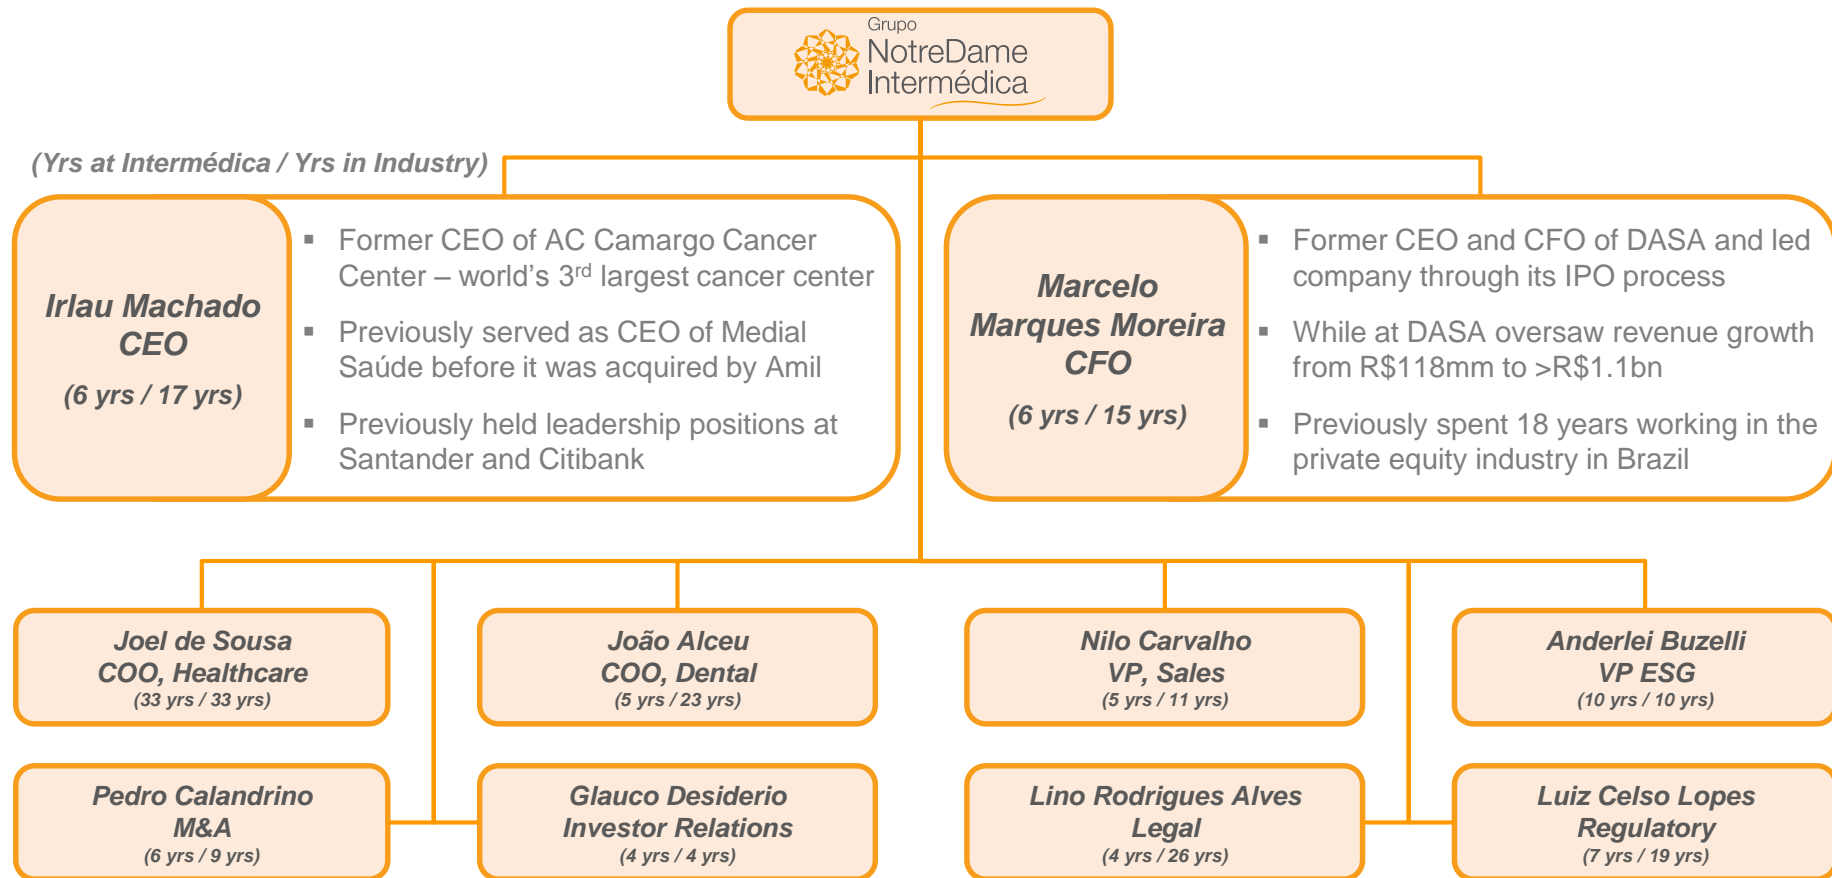 Grupo
NotreDame
Intermédica
(Yrs at Intermédica / Yrs in Industry)
Irlau Machado
CEO
(6 yrs / 17 yrs)
▪ Former CEO of AC Camargo Cancer
Center – world's 3rd largest cancer center
▪ Previously served as CEO of Medial
Saúde before it was acquired by Amil
▪ Previously held leadership positions at
Santander and Citibank
Marcelo
Marques Moreira
CFO
(6 yrs / 15 yrs)
▪ Former CEO and CFO of DASA and led
company through its IPO process
▪ While at DASA oversaw revenue growth
from R$118mm to >R$1.1bn
▪ Previously spent 18 years working in the
private equity industry in Brazil
Joel de Sousa
COO, Healthcare
(33 yrs / 33 yrs)
João Alceu
COO, Dental
(5 yrs / 23 yrs)
Nilo Carvalho
VP, Sales
(5 yrs / 11 yrs)
Anderlei Buzelli
VP ESG
(10 yrs / 10 yrs)
Pedro Calandrino
M&A
(6 yrs / 9 yrs)
Glauco Desiderio
Investor Relations
(4 yrs / 4 yrs)
Lino Rodrigues Alves
Legal
(4 yrs / 26 yrs)
Luiz Celso Lopes
Regulatory
(7 yrs / 19 yrs)